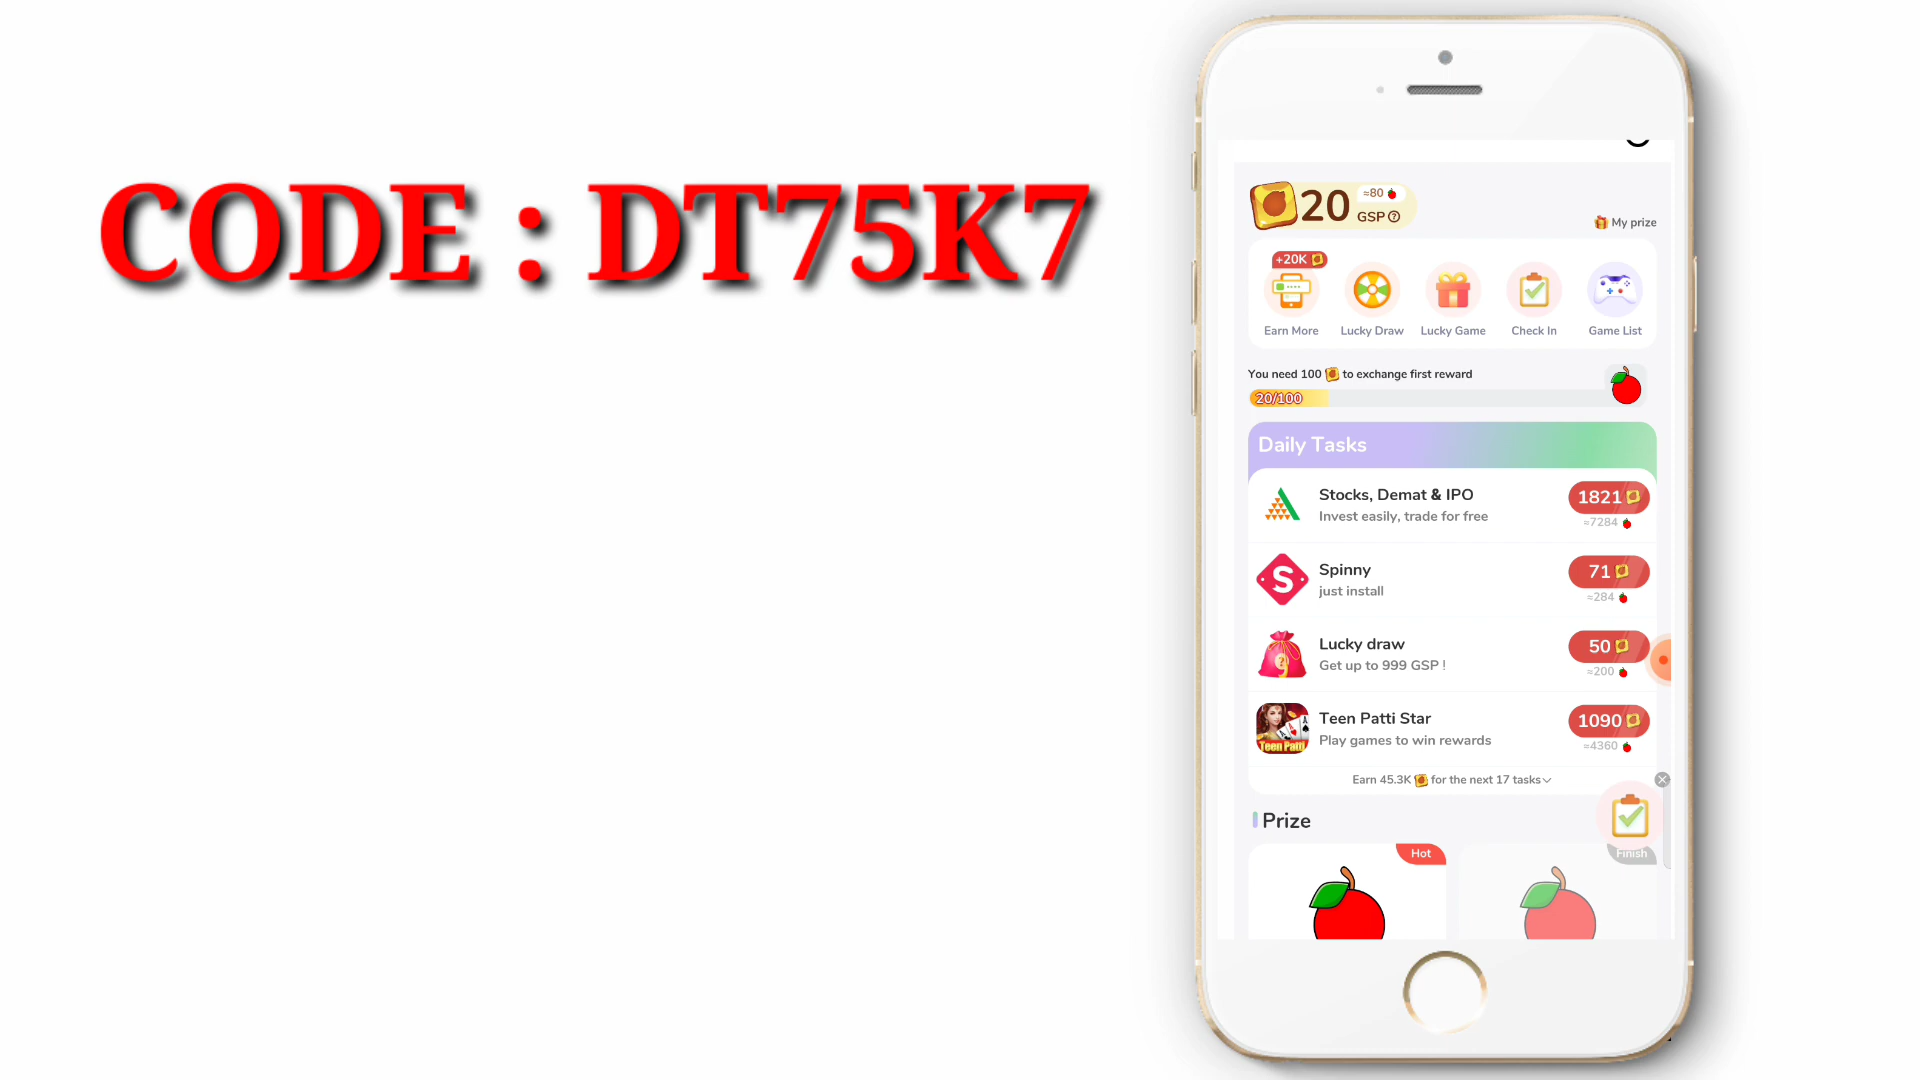 CODE : DT75K7
20
≈80
GSP ?
My prize
+20K
Earn More
Lucky Draw
Lucky Game
Check In
Game List
You need 100 to exchange first reward
20/100
Daily Tasks
Stocks, Demat & IPO
Invest easily, trade for free
1821
≈7284
Spinny
just install
71
≈284
Lucky draw
Get up to 999 GSP !
50
≈200
Teen Patti Star
Play games to win rewards
1090
≈4360
Teen Patti
Earn 45.3K for the next 17 tasks
Prize
Hot
Finish